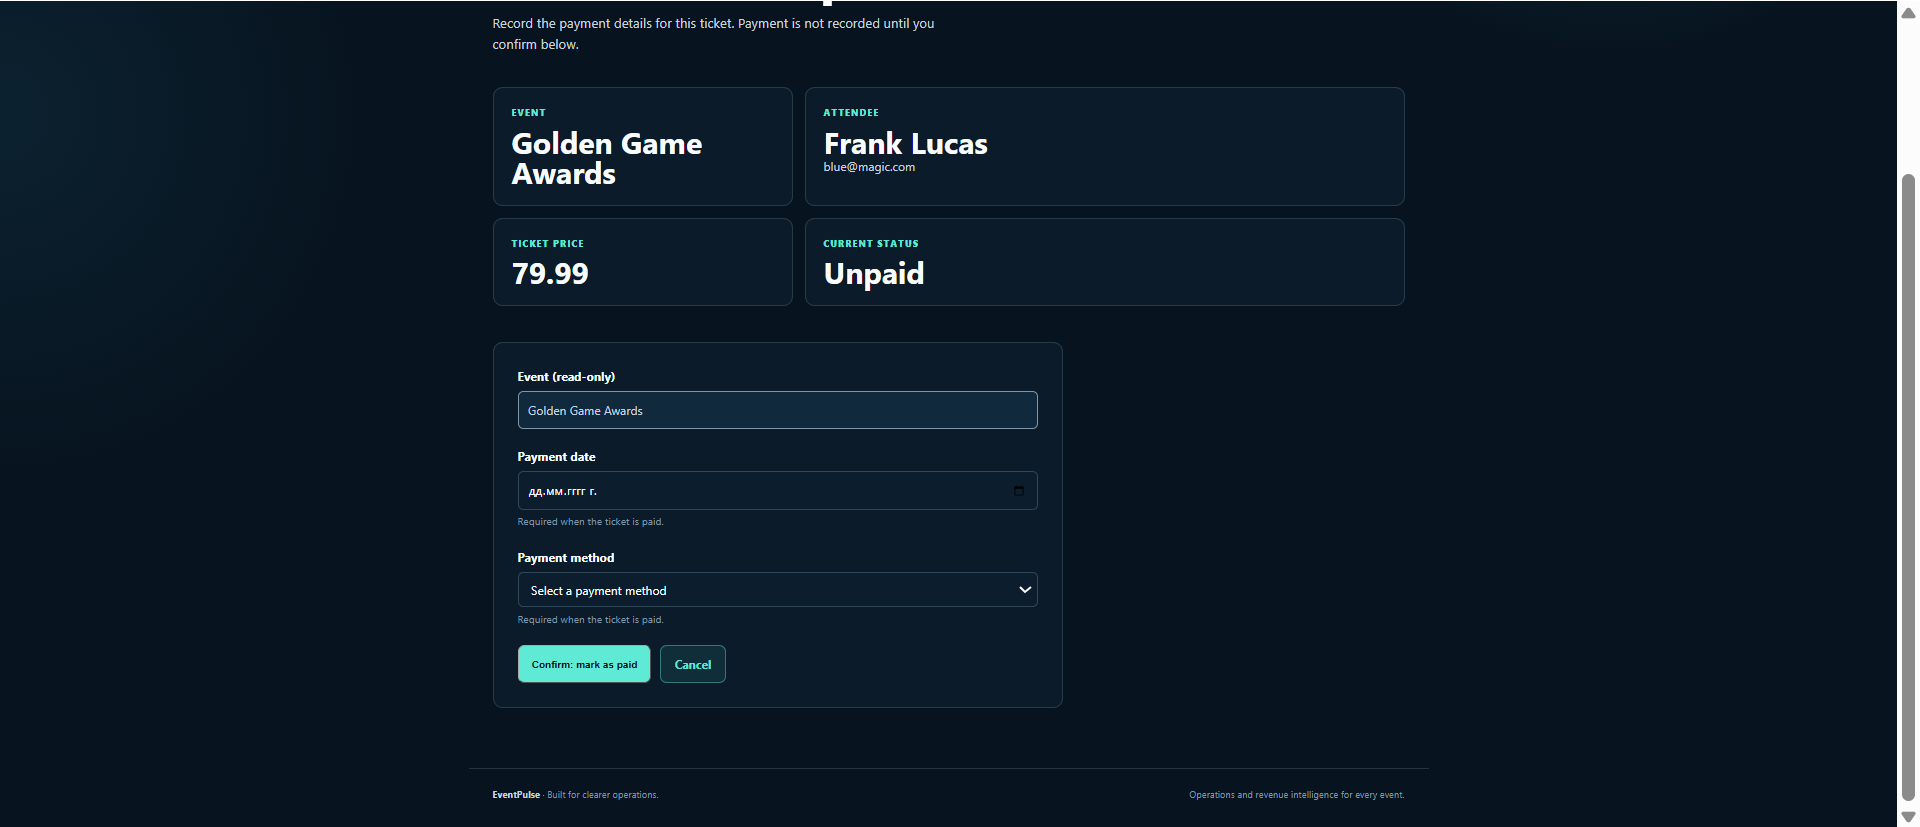 Record the payment details for this ticket. Payment is not recorded until you
confirm below.
EVENT
Golden Game
Awards
ATTENDEE
Frank Lucas
blue@magic.com
TICKET PRICE
79.99
CURRENT STATUS
Unpaid
Event (read-only)
Golden Game Awards
Payment date
дд.мм.гггг г.
Required when the ticket is paid.
Payment method
Select a payment method
Required when the ticket is paid.
Confirm: mark as paid
Cancel
EventPulse · Built for clearer operations.
Operations and revenue intelligence for every event.